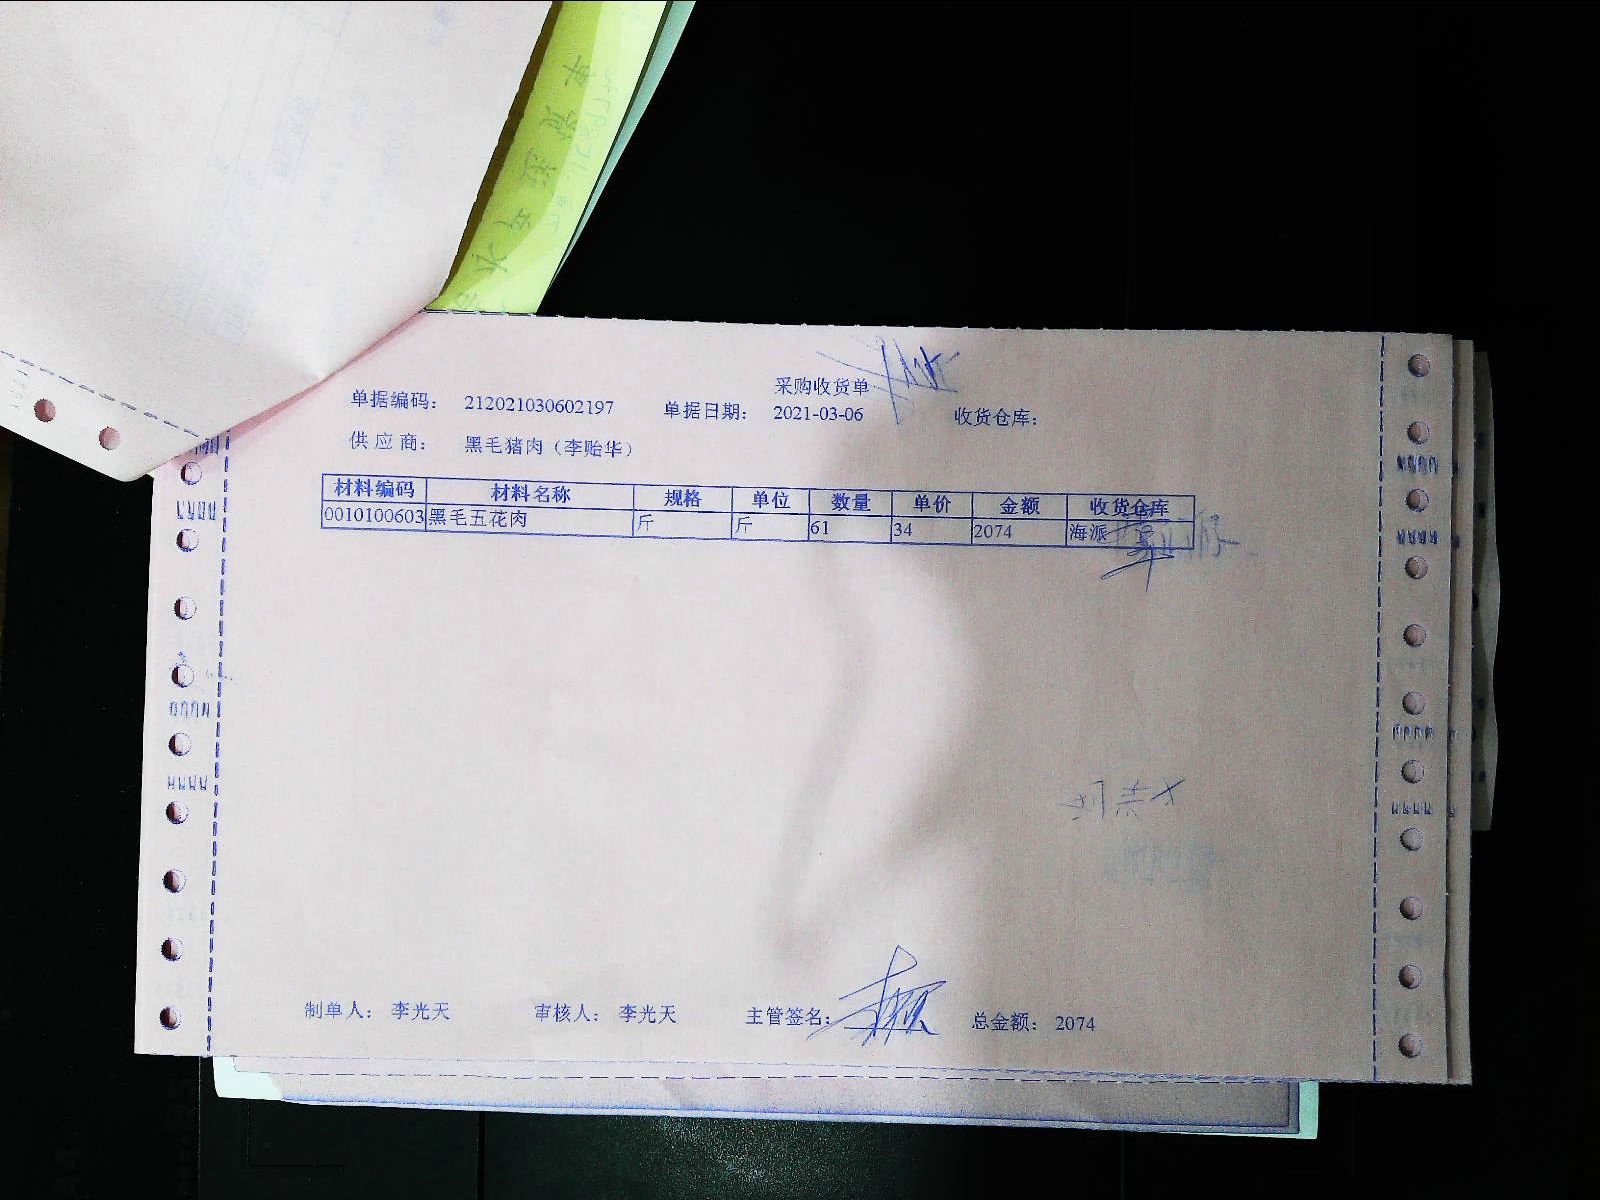 采购收货单
单据编码： 212021030602197 单据日期： 2021-03-06 收货仓库：
供应商： 黑毛猪肉（李贻华）
材料编码 材料名称 规格 单位 数量 单价 金额 收货仓库
0010100603 黑毛五花肉 斤 斤 61 34 2074 海派
制单人： 李光天 审核人： 李光天 主管签名： 总金额： 2074